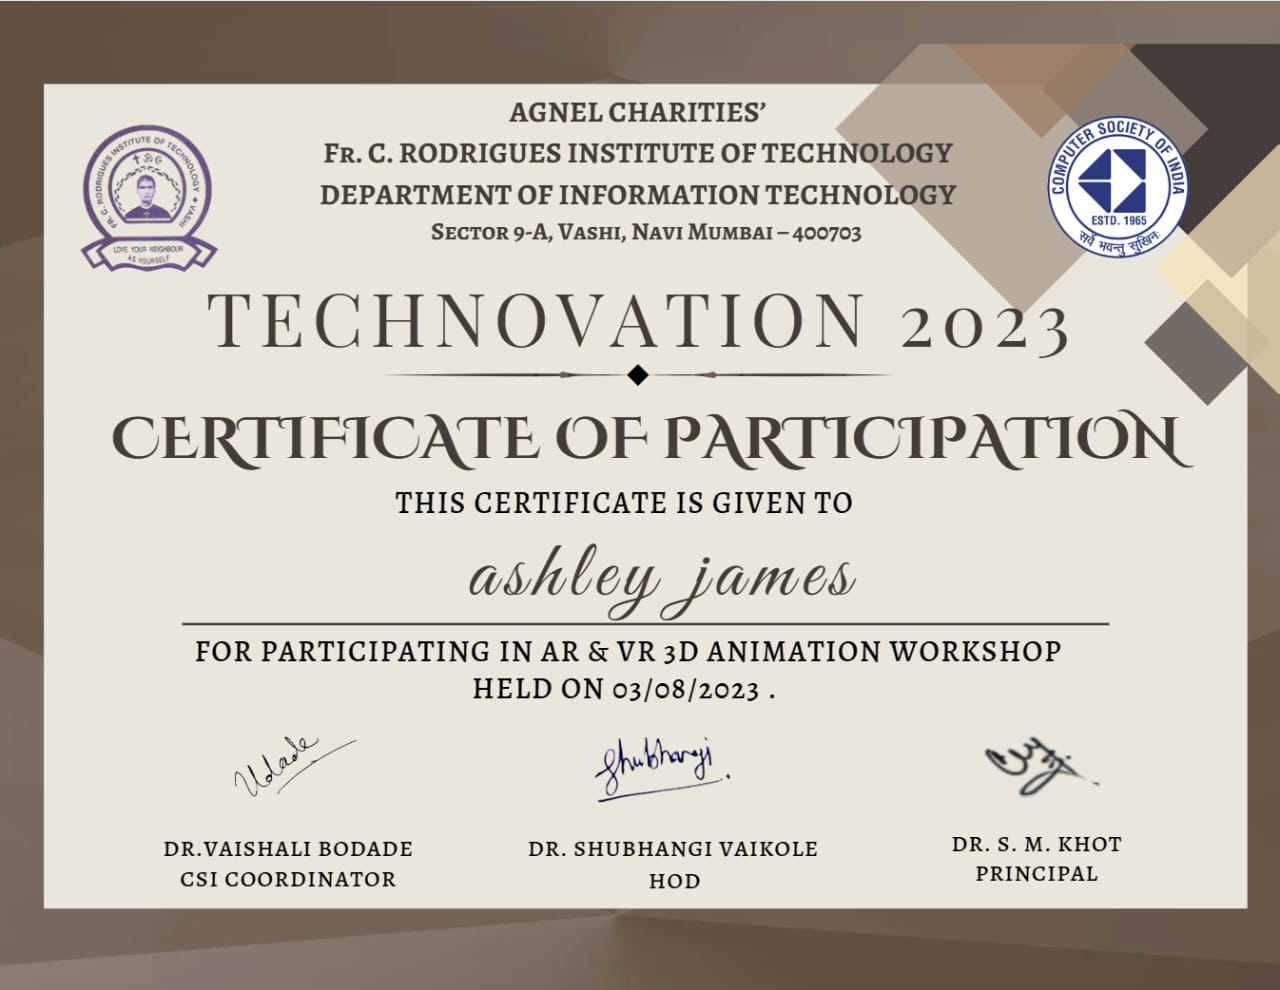 AGNEL CHARITIES’
FR. C. RODRIGUES INSTITUTE OF TECHNOLOGY
DEPARTMENT OF INFORMATION TECHNOLOGY
SECTOR 9-A, VASHI, NAVI MUMBAI – 400703
FR. C. RODRIGUES INSTITUTE OF TECHNOLOGY * VASHI
LOVE YOUR NEIGHBOUR
AS YOURSELF
COMPUTER SOCIETY OF INDIA
ESTD. 1965
सर्वे भवन्तु सुखिनः
TECHNOVATION 2023
CERTIFICATE OF PARTICIPATION
THIS CERTIFICATE IS GIVEN TO
ashley james
FOR PARTICIPATING IN AR & VR 3D ANIMATION WORKSHOP
HELD ON 03/08/2023 .
Shubhangi
DR.VAISHALI BODADE
CSI COORDINATOR
DR. SHUBHANGI VAIKOLE
HOD
DR. S. M. KHOT
PRINCIPAL